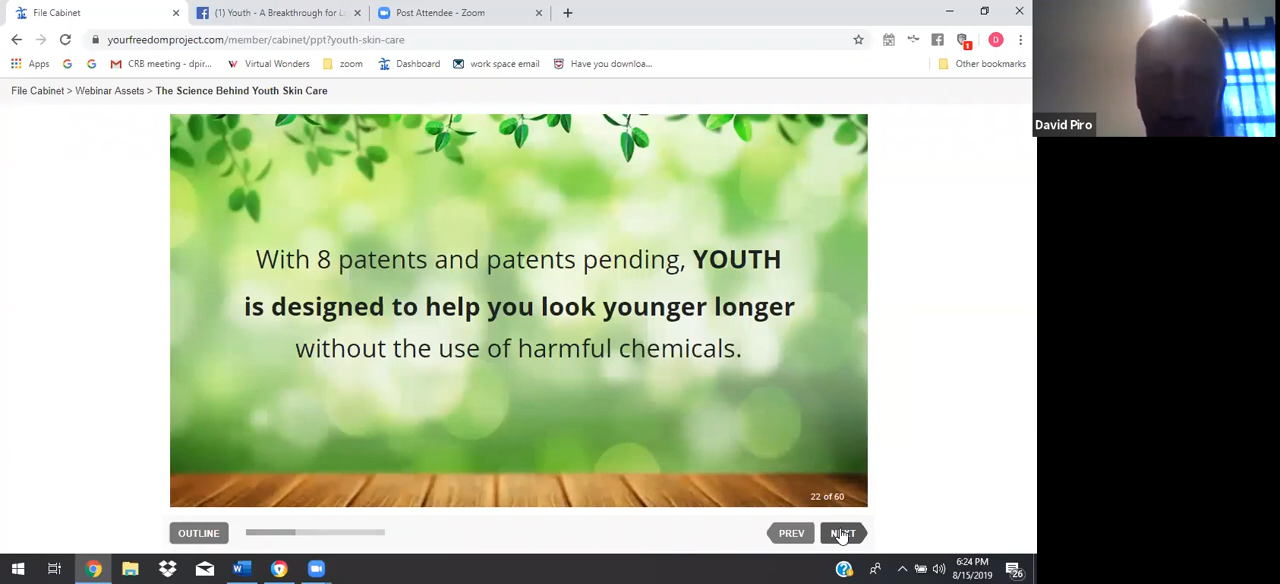 File Cabinet
(1) Youth - A Breakthrough for L
Post Attendee - Zoom
yourfreedomproject.com/member/cabinet/ppt?youth-skin-care
Apps
CRB meeting - dpir...
Virtual Wonders
zoom
Dashboard
work space email
Have you downloa...
Other bookmarks
File Cabinet > Webinar Assets > The Science Behind Youth Skin Care
David Piro
With 8 patents and patents pending, YOUTH
is designed to help you look younger longer
without the use of harmful chemicals.
22 of 60
OUTLINE
PREV
NEXT
6:24 PM
8/15/2019
26